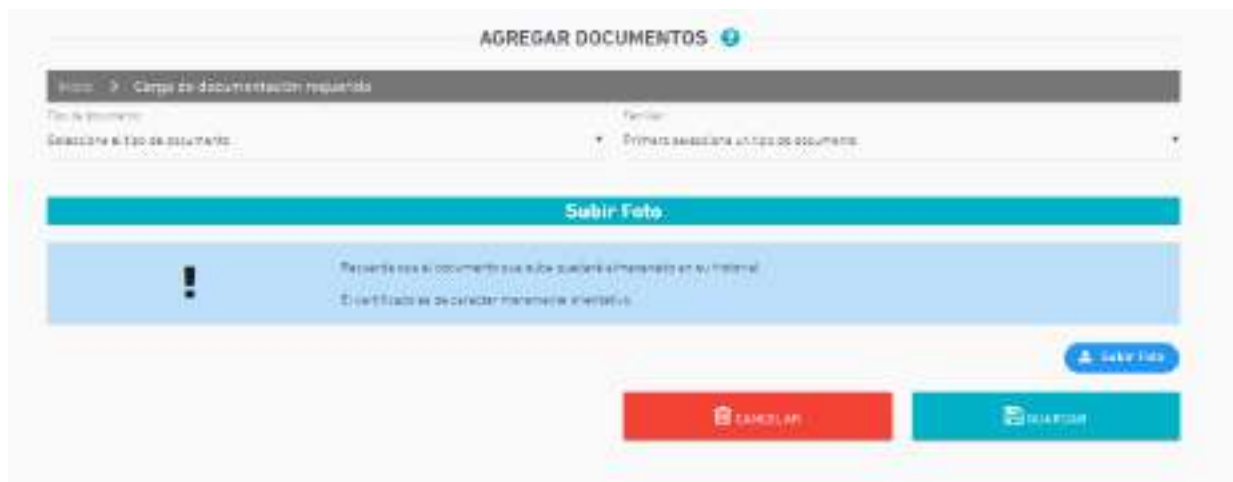 AGREGAR DOCUMENTOS ?
Inicio > Carga de documentación requerida
Tipo de documento
Seleccione el tipo de documento
Familiar
Primero seleccione un tipo de documento
Subir Foto
!
Recuerde que el documento que sube quedará almacenado en su historial
El certificado es de carácter meramente orientativo.
Subir Foto
CANCELAR
GUARDAR